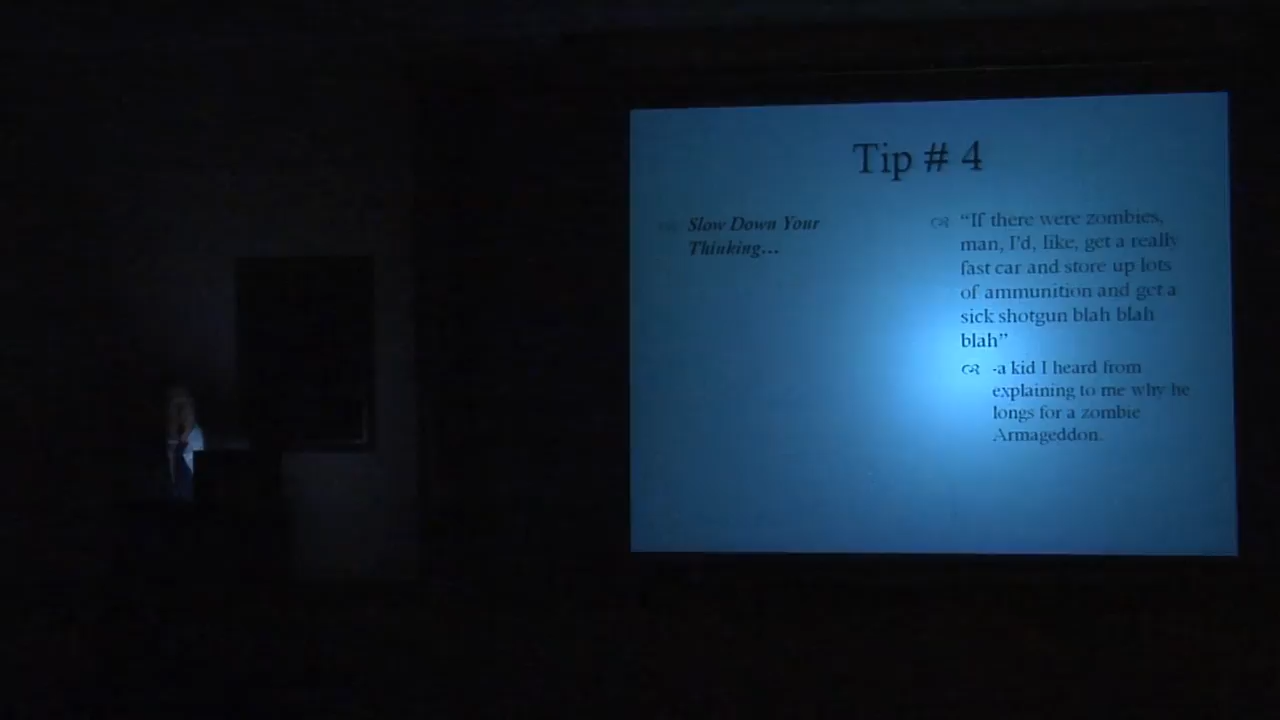 Tip # 4
Slow Down Your
Thinking...
“If there were zombies,
man, I’d, like, get a really
fast car and store up lots
of ammunition and get a
sick shotgun blah blah
blah”
-a kid I heard from
explaining to me why he
longs for a zombie
Armageddon.